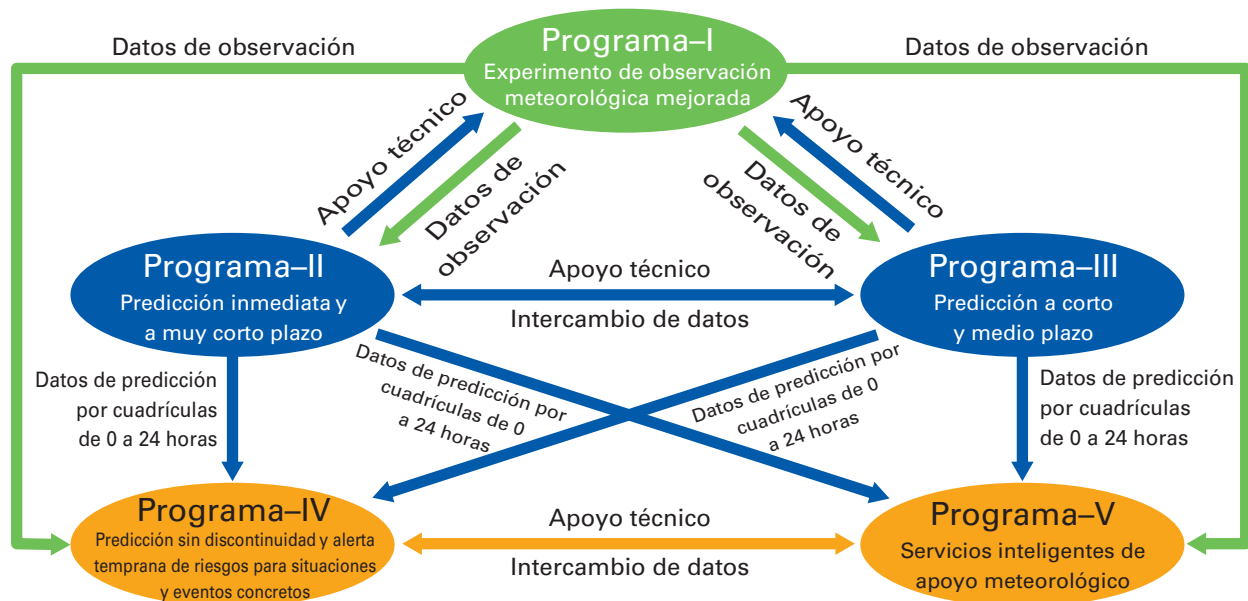 Datos de observación
Programa–I
Experimento de observación
meteorológica mejorada
Datos de observación
Apoyo técnico
Datos de
observación
Datos de
observación
Apoyo técnico
Programa–II
Predicción inmediata y
a muy corto plazo
Apoyo técnico
Intercambio de datos
Programa–III
Predicción a corto
y medio plazo
Datos de predicción
por cuadrículas
de 0 a 24 horas
Datos de predicción por
cuadrículas de 0
a 24 horas
Datos de predicción por
cuadrículas de 0
a 24 horas
Datos de predicción
por cuadrículas
de 0 a 24 horas
Programa–IV
Predicción sin discontinuidad y alerta
temprana de riesgos para situaciones
y eventos concretos
Apoyo técnico
Intercambio de datos
Programa–V
Servicios inteligentes de
apoyo meteorológico